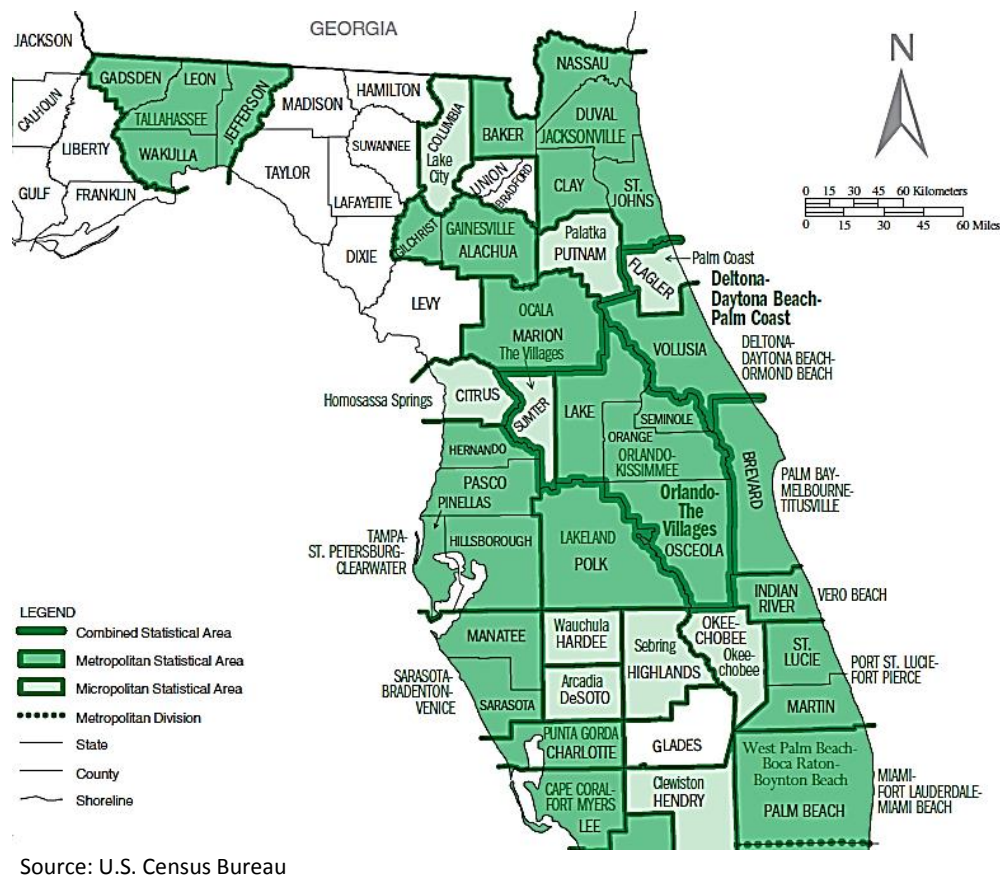 GEORGIA
JACKSON
N
NASSAU
GADSDEN
LEON
HAMILTON
MADISON
CALHOUN
TALLAHASSEE
JEFFERSON
COLUMBIA
BAKER
DUVAL
JACKSONVILLE
LIBERTY
WAKULLA
SUWANNEE
Lake
City
TAYLOR
UNION
BRADFORD
CLAY
ST.
JOHNS
GULF
FRANKLIN
LAFAYETTE
0 15 30 45 60 Kilometers
0 15 30 45 60 Miles
GILCHRIST
GAINESVILLE
ALACHUA
Palatka
PUTNAM
DIXIE
Palm Coast
FLAGLER
Deltona-
Daytona Beach-
Palm Coast
LEVY
OCALA
MARION
The Villages
VOLUSIA
DELTONA-
DAYTONA BEACH-
ORMOND BEACH
Homosassa Springs
CITRUS
SUMTER
LAKE
SEMINOLE
ORANGE
ORLANDO-
KISSIMMEE
HERNANDO
PASCO
PINELLAS
BREVARD
PALM BAY-
MELBOURNE-
TITUSVILLE
Orlando-
The
Villages
OSCEOLA
TAMPA-
ST. PETERSBURG-
CLEARWATER
HILLSBOROUGH
LAKELAND
POLK
INDIAN
RIVER
VERO BEACH
LEGEND
Combined Statistical Area
Metropolitan Statistical Area
Micropolitan Statistical Area
Metropolitan Division
State
County
Shoreline
MANATEE
Wauchula
HARDEE
Sebring
HIGHLANDS
OKEE-
CHOBEE
Okee-
chobee
ST.
LUCIE
PORT ST. LUCIE-
FORT PIERCE
SARASOTA-
BRADENTON-
VENICE
SARASOTA
Arcadia
DeSOTO
MARTIN
PUNTA GORDA
CHARLOTTE
GLADES
West Palm Beach-
Boca Raton-
Boynton Beach
PALM BEACH
CAPE CORAL-
FORT MYERS
LEE
Clewiston
HENDRY
MIAMI-
FORT LAUDERDALE-
MIAMI BEACH
Source: U.S. Census Bureau